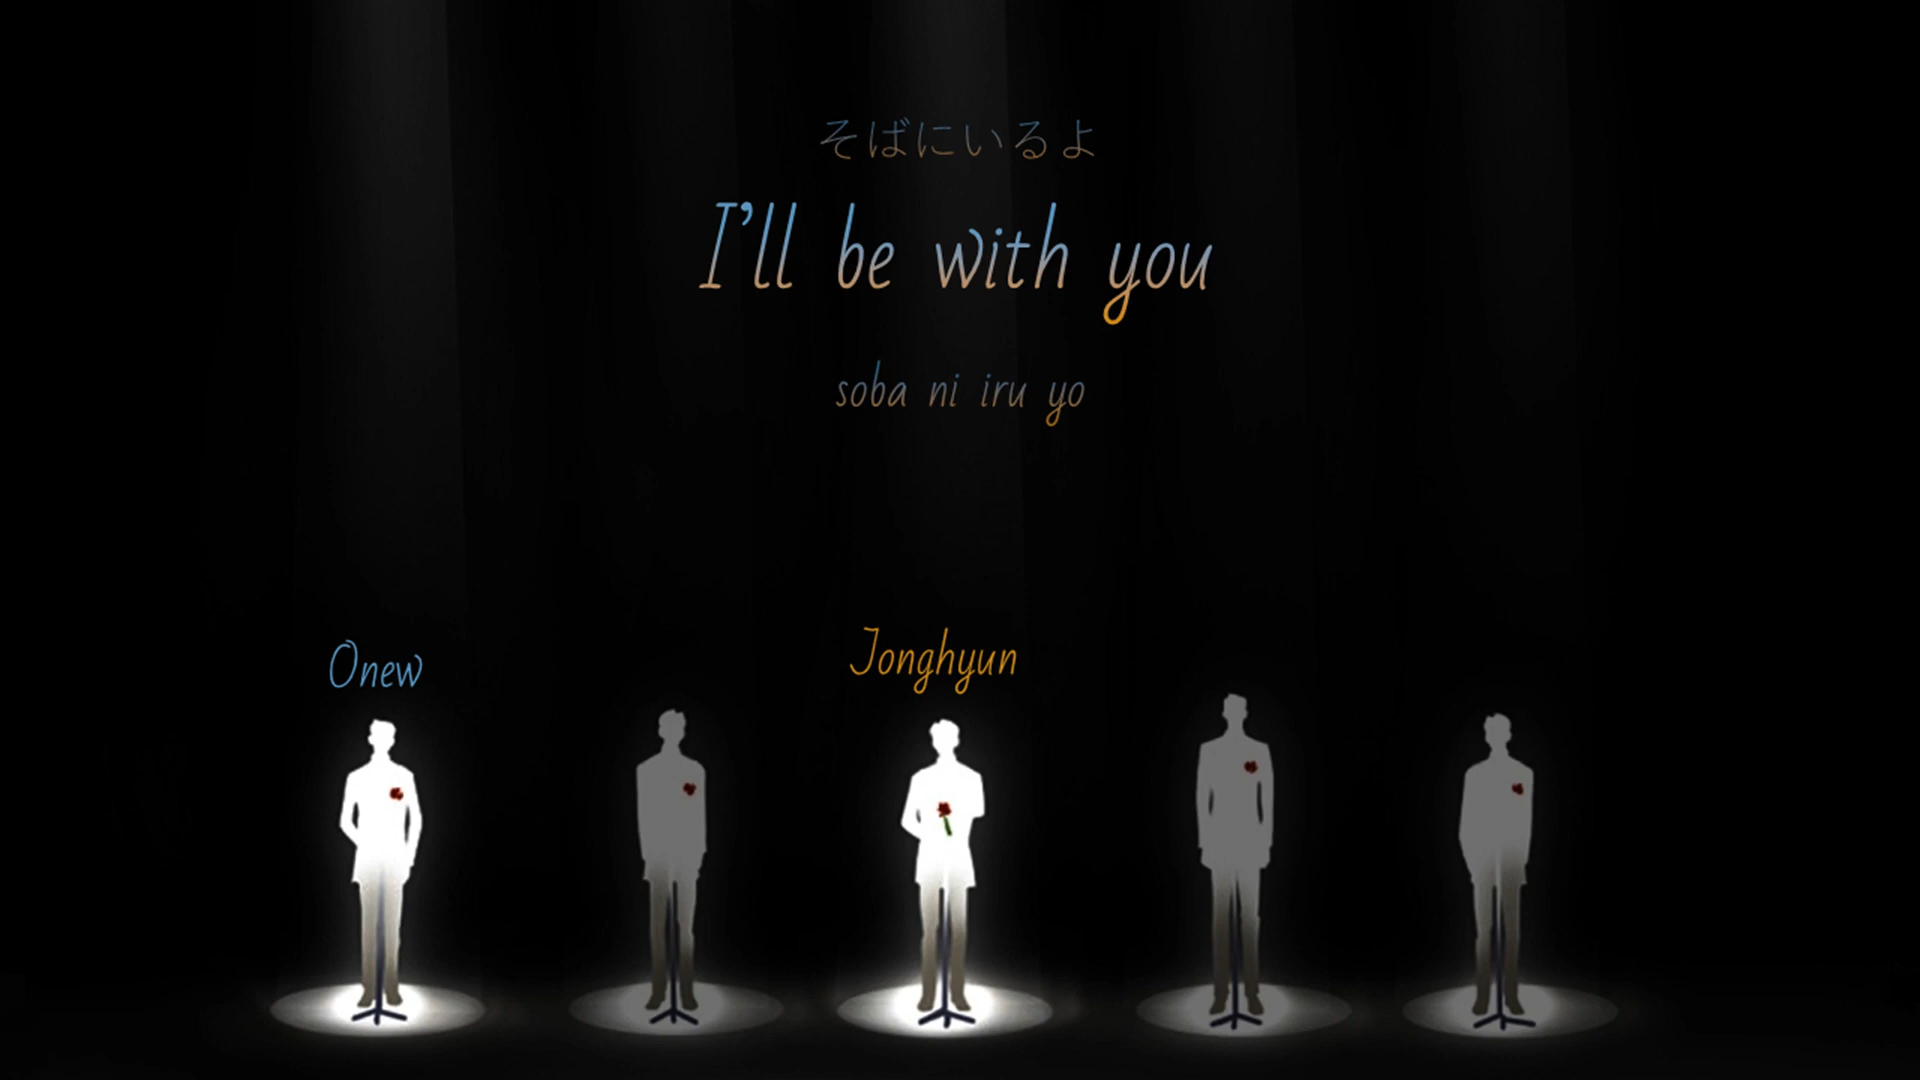 そばにいるよ
I'll be with you
soba ni iru yo
Onew
Jonghyun